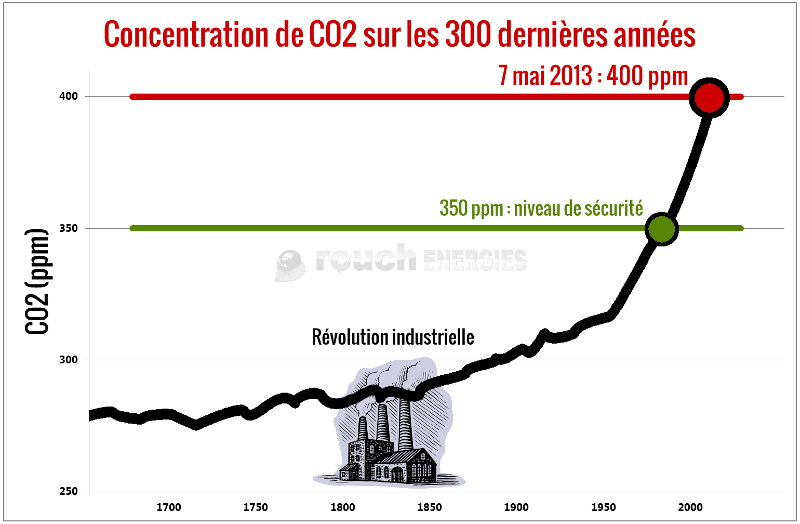 Concentration de CO2 sur les 300 dernières années
7 mai 2013 : 400 ppm
400
350 ppm : niveau de sécurité
350
rouch ENERGIES
CO2 (ppm)
Révolution industrielle
300
250
1700 1750 1800 1850 1900 1950 2000